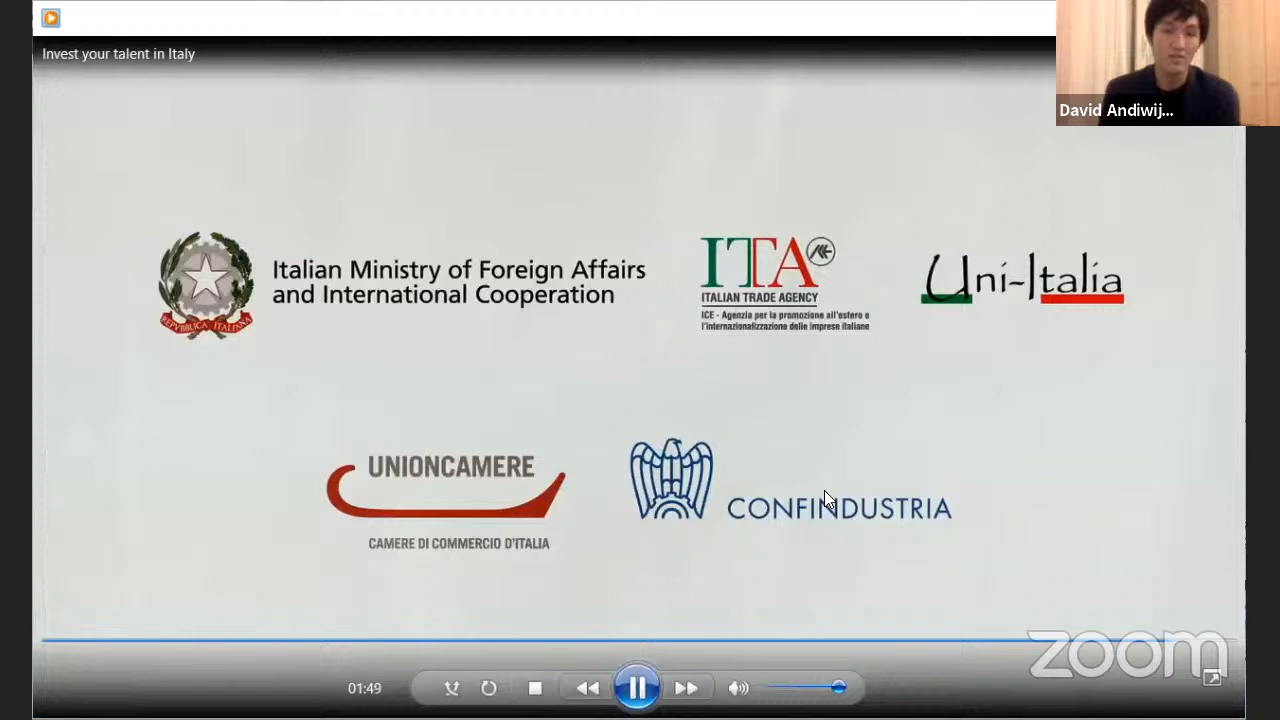 Invest your talent in Italy
David Andiwij...
Italian Ministry of Foreign Affairs
and International Cooperation
REPVBBLICA ITALIANA
ITA
ITALIAN TRADE AGENCY
ICE - Agenzia per la promozione all'estero e
l'internazionalizzazione delle imprese italiane
Uni-Italia
UNIONCAMERE
CAMERE DI COMMERCIO D'ITALIA
CONFINDUSTRIA
zoom
01:49